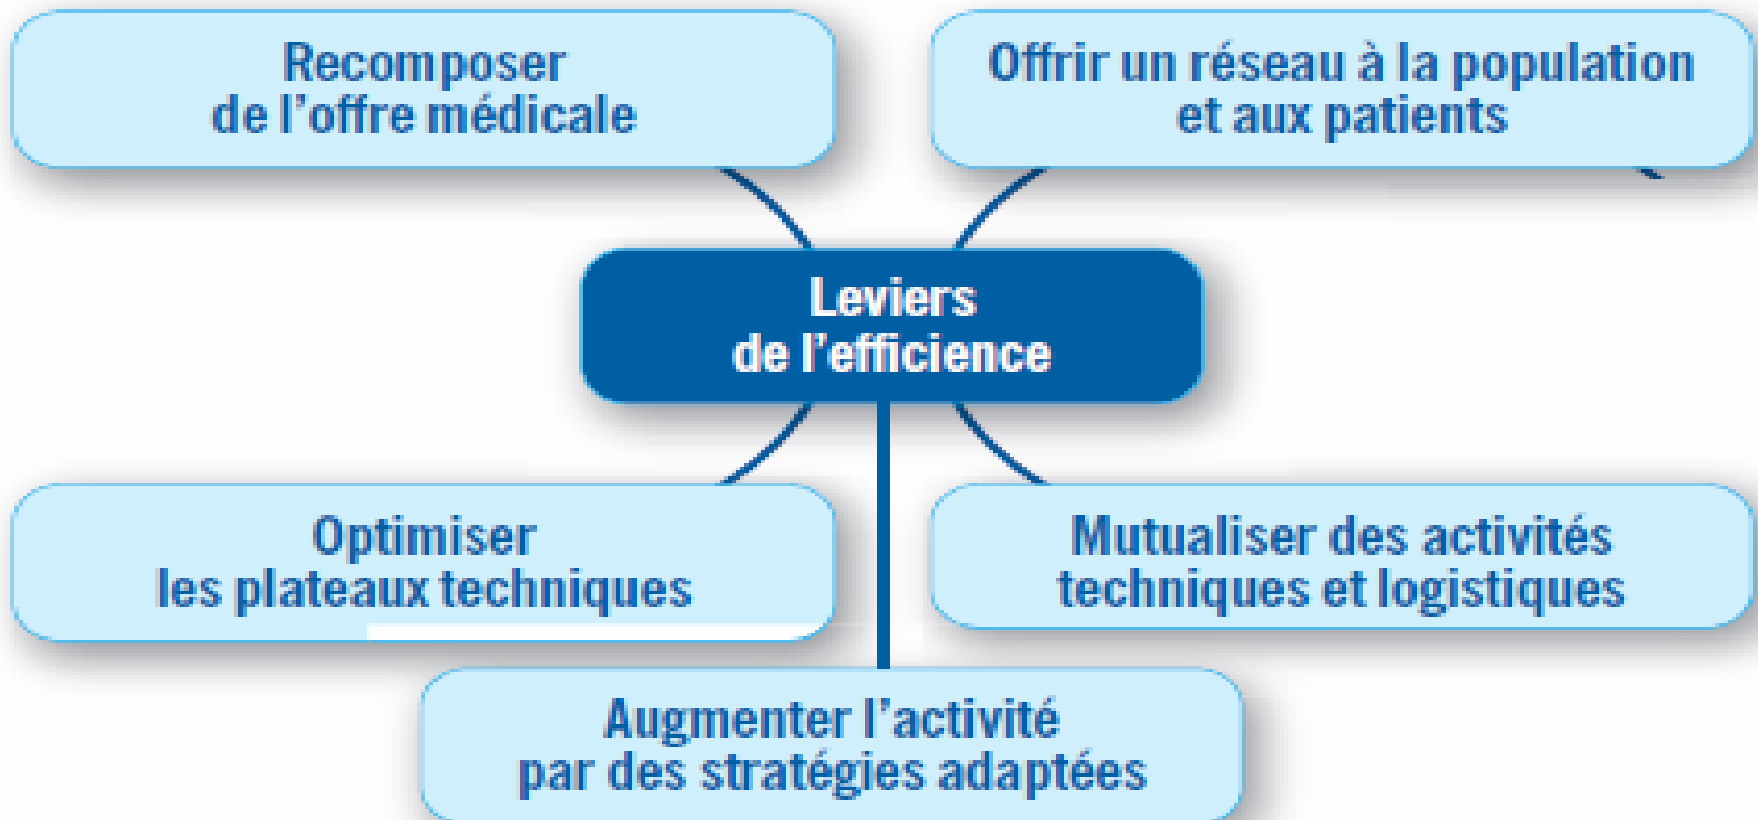 Recomposer
de l’offre médicale
Offrir un réseau à la population
et aux patients
Leviers
de l’efficience
Optimiser
les plateaux techniques
Mutualiser des activités
techniques et logistiques
Augmenter l’activité
par des stratégies adaptées